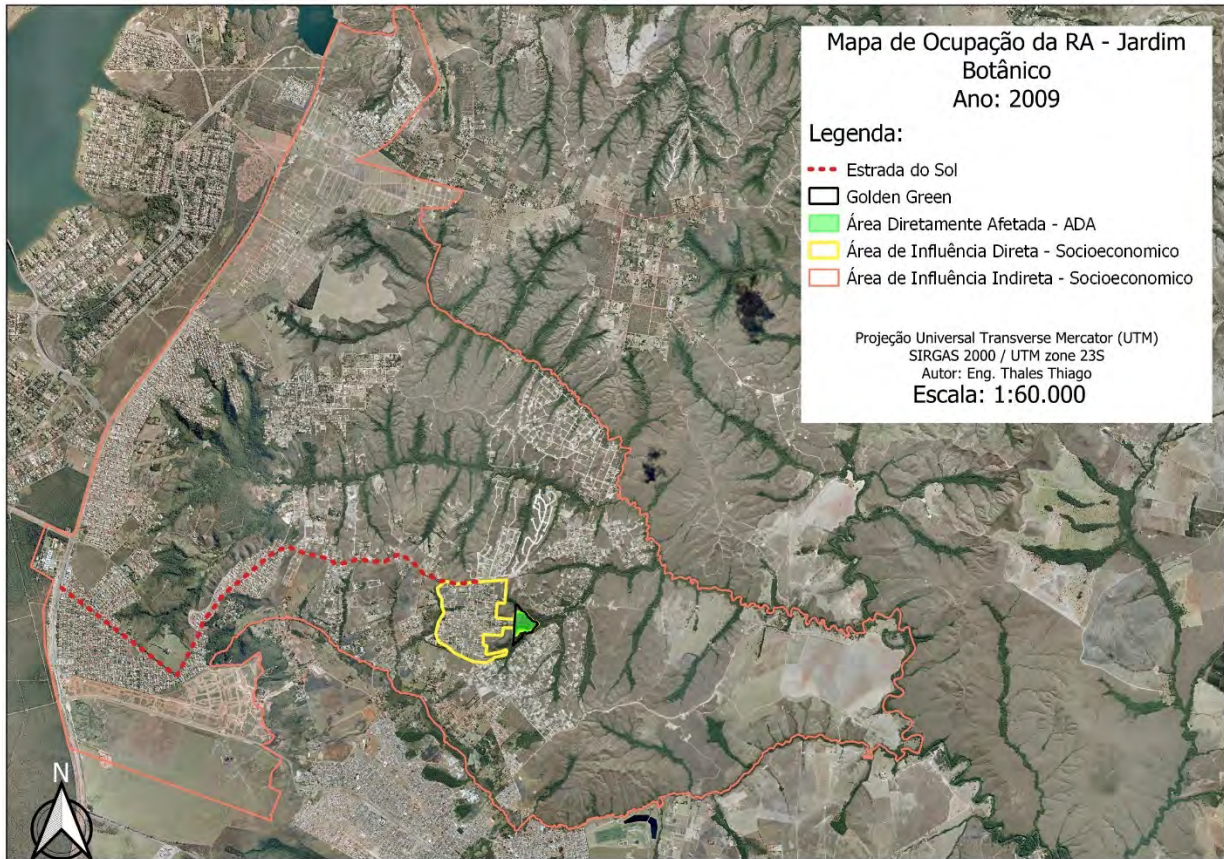 Mapa de Ocupação da RA - Jardim
Botânico
Ano: 2009
Legenda:
Estrada do Sol
Golden Green
Área Diretamente Afetada - ADA
Área de Influência Direta - Socioeconomico
Área de Influência Indireta - Socioeconomico
Projeção Universal Transverse Mercator (UTM)
SIRGAS 2000 / UTM zone 23S
Autor: Eng. Thales Thiago
Escala: 1:60.000
N